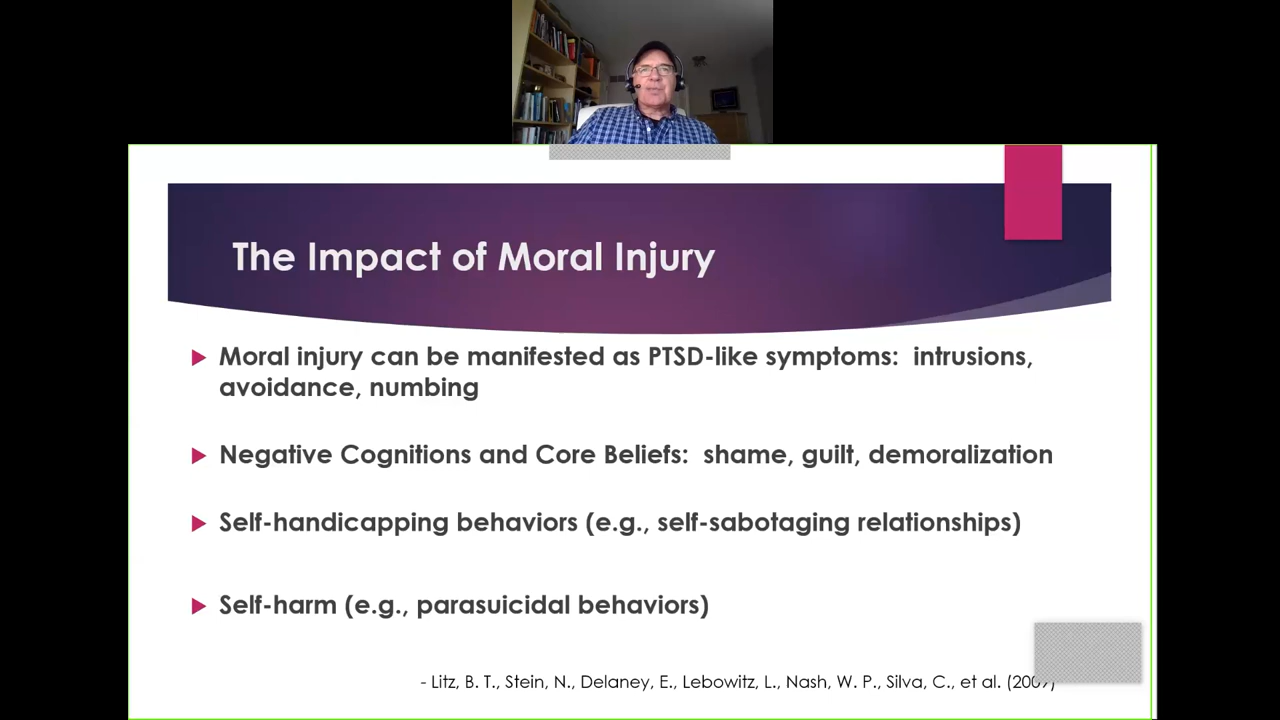 The Impact of Moral Injury
Moral injury can be manifested as PTSD-like symptoms: intrusions,
avoidance, numbing
Negative Cognitions and Core Beliefs: shame, guilt, demoralization
Self-handicapping behaviors (e.g., self-sabotaging relationships)
Self-harm (e.g., parasuicidal behaviors)
- Litz, B. T., Stein, N., Delaney, E., Lebowitz, L., Nash, W. P., Silva, C., et al. (2009)